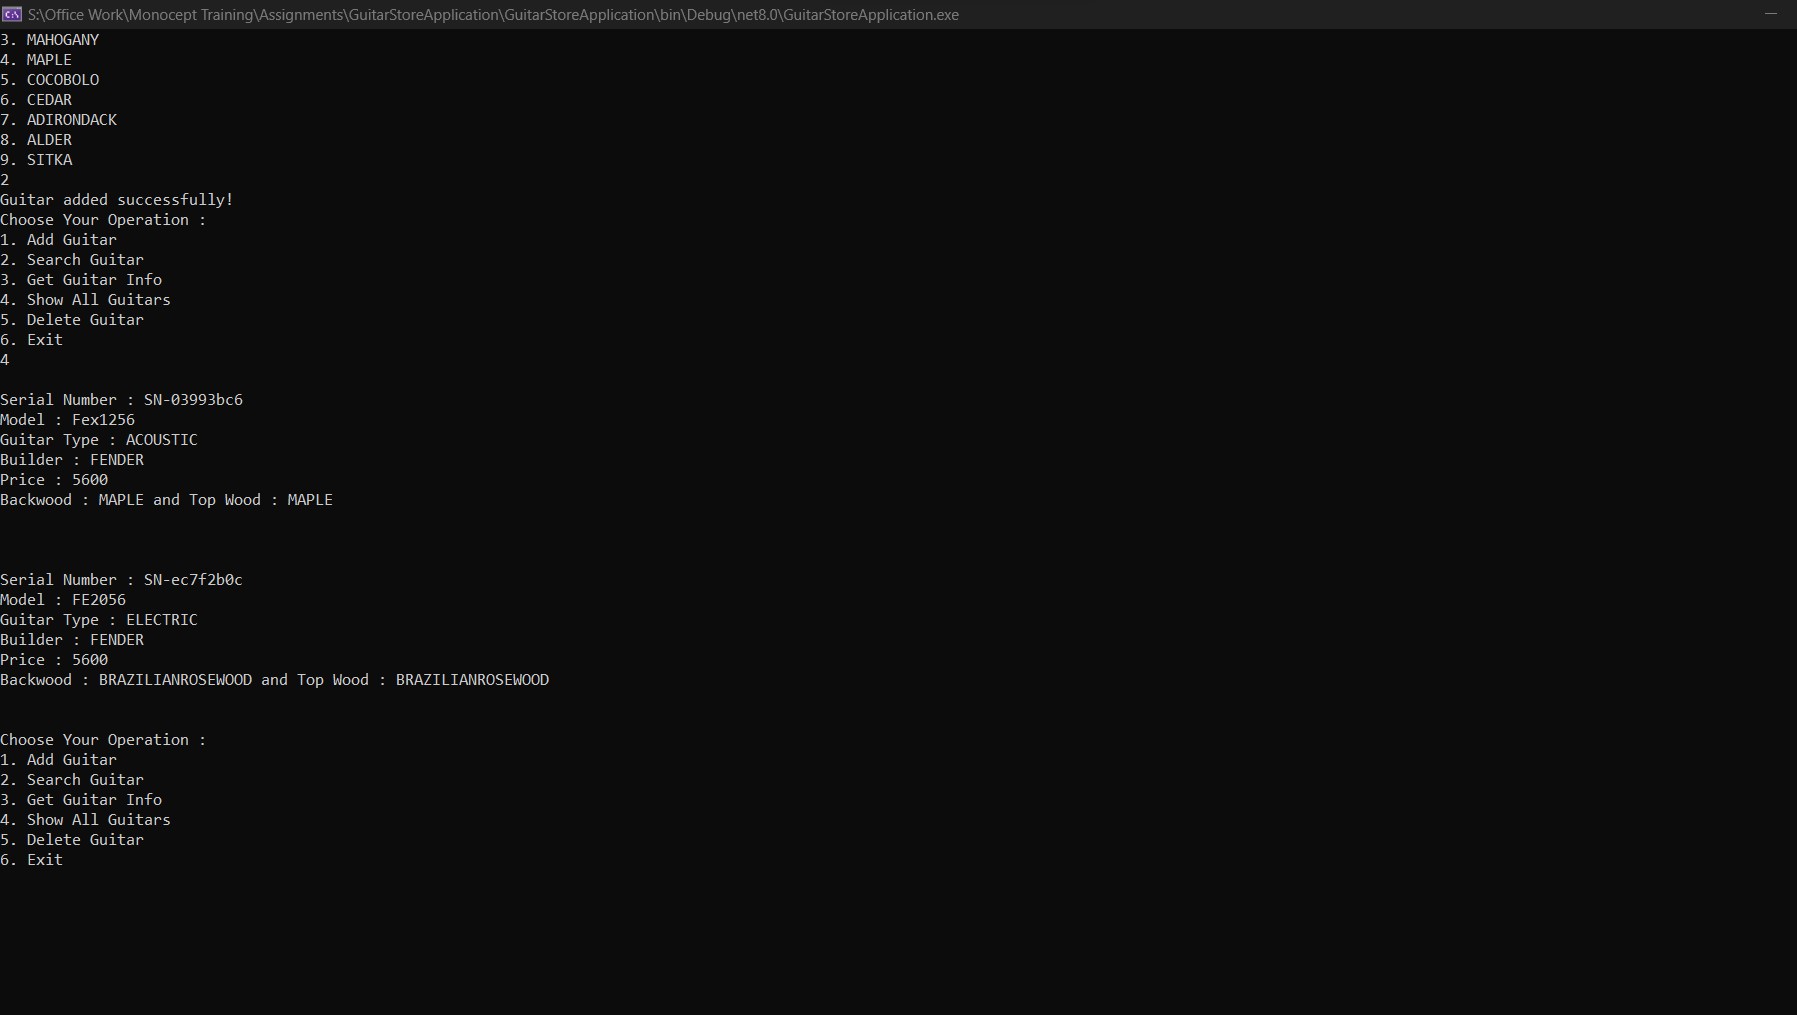 S:\Office Work\Monocept Training\Assignments\GuitarStoreApplication\GuitarStoreApplication\bin\Debug\net8.0\GuitarStoreApplication.exe
3. MAHOGANY
4. MAPLE
5. COCOBOLO
6. CEDAR
7. ADIRONDACK
8. ALDER
9. SITKA
2
Guitar added successfully!
Choose Your Operation :
1. Add Guitar
2. Search Guitar
3. Get Guitar Info
4. Show All Guitars
5. Delete Guitar
6. Exit
4
Serial Number : SN-03993bc6
Model : Fex1256
Guitar Type : ACOUSTIC
Builder : FENDER
Price : 5600
Backwood : MAPLE and Top Wood : MAPLE
Serial Number : SN-ec7f2b0c
Model : FE2056
Guitar Type : ELECTRIC
Builder : FENDER
Price : 5600
Backwood : BRAZILIANROSEWOOD and Top Wood : BRAZILIANROSEWOOD
Choose Your Operation :
1. Add Guitar
2. Search Guitar
3. Get Guitar Info
4. Show All Guitars
5. Delete Guitar
6. Exit